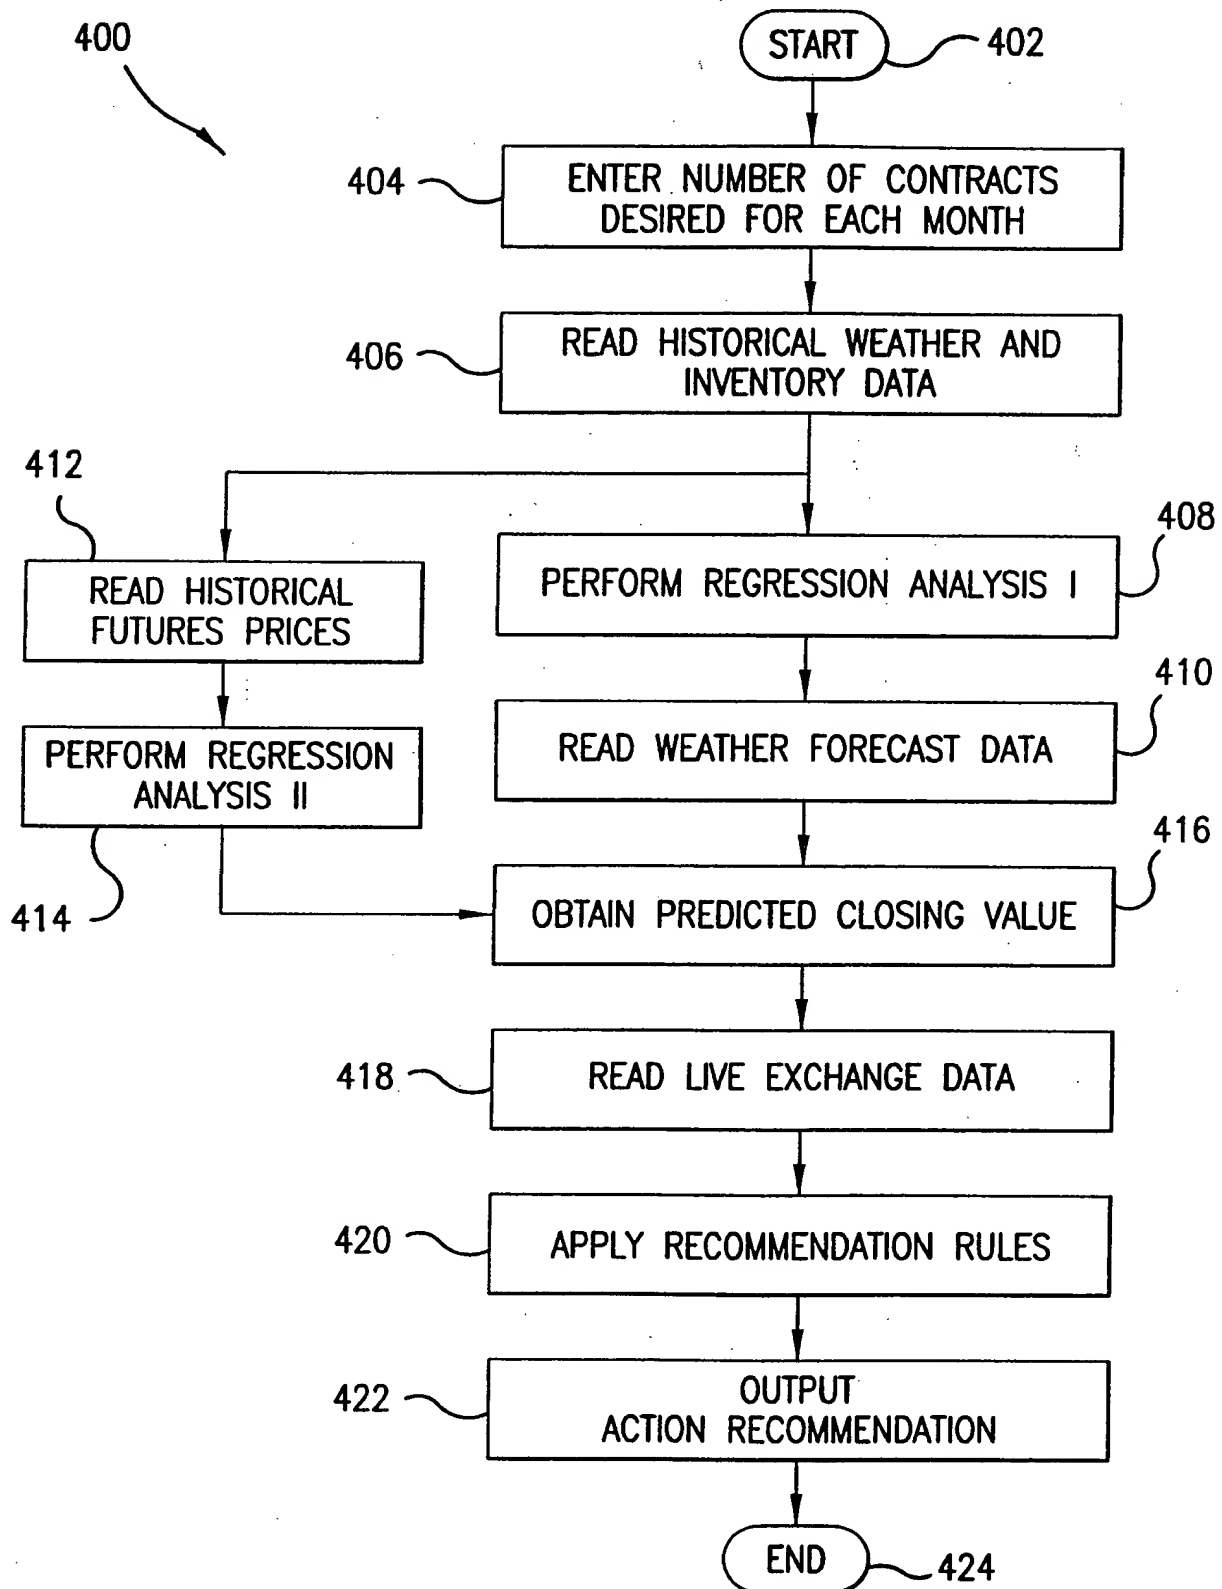 400
START
402
404
ENTER NUMBER OF CONTRACTS
DESIRED FOR EACH MONTH
406
READ HISTORICAL WEATHER AND
INVENTORY DATA
412
408
READ HISTORICAL
FUTURES PRICES
PERFORM REGRESSION ANALYSIS I
410
PERFORM REGRESSION
ANALYSIS II
READ WEATHER FORECAST DATA
414
416
OBTAIN PREDICTED CLOSING VALUE
418
READ LIVE EXCHANGE DATA
420
APPLY RECOMMENDATION RULES
422
OUTPUT
ACTION RECOMMENDATION
END
424